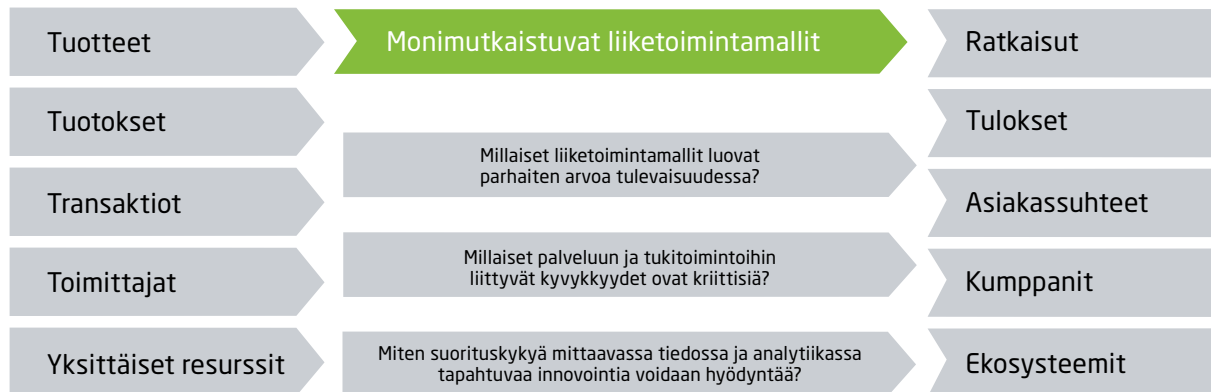 Tuotteet
Tuotokset
Transaktiot
Toimittajat
Yksittäiset resurssit
Monimutkaistuvat liiketoimintamallit
Millaiset liiketoimintamallit luovat
parhaiten arvoa tulevaisuudessa?
Millaiset palveluun ja tukitoimintoihin
liittyvät kyvykkyydet ovat kriittisiä?
Miten suorituskykyä mittaavassa tiedossa ja analytiikassa
tapahtuvaa innovointia voidaan hyödyntää?
Ratkaisut
Tulokset
Asiakassuhteet
Kumppanit
Ekosysteemit